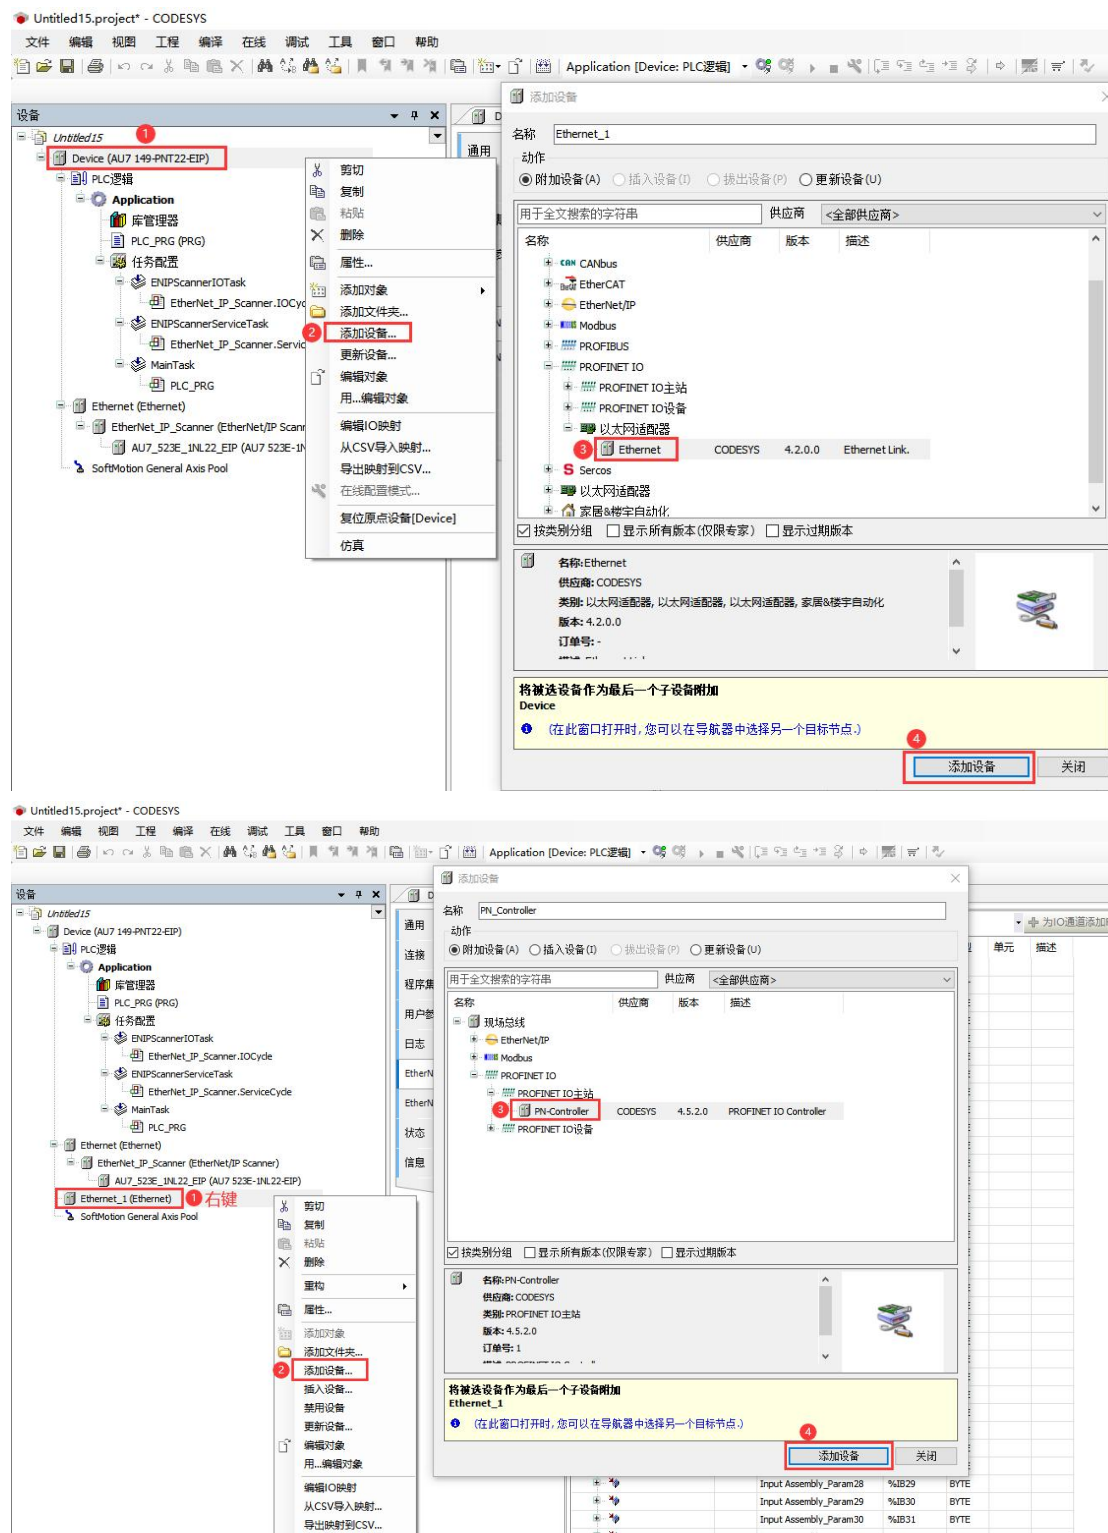 Untitled15.project* - CODESYS
文件 编辑 视图 工程 编译 在线 调试 工具 窗口 帮助
Application [Device: PLC逻辑]
设备
Untitled15
1
Device (AU7 149-PNT22-EIP)
PLC逻辑
Application
库管理器
PLC_PRG (PRG)
任务配置
ENIPScannerIOTask
EtherNet_IP_Scanner.IOCyc
ENIPScannerServiceTask
EtherNet_IP_Scanner.Servic
MainTask
PLC_PRG
Ethernet (Ethernet)
EtherNet_IP_Scanner (EtherNet/IP Scanr
AU7_523E_1NL22_EIP (AU7 523E-1N
SoftMotion General Axis Pool
通用
剪切
复制
粘贴
删除
属性...
添加对象
添加文件夹...
2 添加设备...
更新设备...
编辑对象
用...编辑对象
编辑IO映射
从CSV导入映射...
导出映射到CSV...
在线配置模式...
复位原点设备[Device]
仿真
添加设备
名称 Ethernet_1
动作
附加设备(A) 插入设备(I) 拔出设备(P) 更新设备(U)
用于全文搜索的字符串 供应商 <全部供应商>
名称 供应商 版本 描述
CANbus
EtherCAT
EtherNet/IP
Modbus
PROFIBUS
PROFINET IO
PROFINET IO主站
PROFINET IO设备
以太网适配器
3 Ethernet CODESYS 4.2.0.0 Ethernet Link.
Sercos
以太网适配器
家居&楼宇自动化
按类别分组 显示所有版本(仅限专家) 显示过期版本
名称:Ethernet
供应商: CODESYS
类别: 以太网适配器, 以太网适配器, 以太网适配器, 家居&楼宇自动化
版本: 4.2.0.0
订单号: -
将被选设备作为最后一个子设备附加
Device
(在此窗口打开时, 您可以在导航器中选择另一个目标节点.)
4
添加设备 关闭
Untitled15.project* - CODESYS
文件 编辑 视图 工程 编译 在线 调试 工具 窗口 帮助
Application [Device: PLC逻辑]
设备
Untitled15
Device (AU7 149-PNT22-EIP)
PLC逻辑
Application
库管理器
PLC_PRG (PRG)
任务配置
ENIPScannerIOTask
EtherNet_IP_Scanner.IOCycle
ENIPScannerServiceTask
EtherNet_IP_Scanner.ServiceCycle
MainTask
PLC_PRG
Ethernet (Ethernet)
EtherNet_IP_Scanner (EtherNet/IP Scanner)
AU7_523E_1NL22_EIP (AU7 523E-1NL22-EIP)
Ethernet_1 (Ethernet) 1 右键
SoftMotion General Axis Pool
剪切
复制
粘贴
删除
重构
属性...
添加对象
添加文件夹...
2 添加设备...
插入设备...
禁用设备
更新设备...
编辑对象
用...编辑对象
编辑IO映射
从CSV导入映射...
导出映射到CSV...
通用
连接
程序集
用户参
日志
EtherN
EtherN
状态
信息
添加设备
名称 PN_Controller
动作
附加设备(A) 插入设备(I) 拔出设备(P) 更新设备(U)
用于全文搜索的字符串 供应商 <全部供应商>
名称 供应商 版本 描述
现场总线
EtherNet/IP
Modbus
PROFINET IO
PROFINET IO主站
3 PN-Controller CODESYS 4.5.2.0 PROFINET IO Controller
PROFINET IO设备
按类别分组 显示所有版本(仅限专家) 显示过期版本
名称:PN-Controller
供应商: CODESYS
类别: PROFINET IO主站
版本: 4.5.2.0
订单号: 1
将被选设备作为最后一个子设备附加
Ethernet_1
(在此窗口打开时, 您可以在导航器中选择另一个目标节点.)
4
添加设备 关闭
为IO通道添加
单元 描述
Input Assembly_Param28 %IB29 BYTE
Input Assembly_Param29 %IB30 BYTE
Input Assembly_Param30 %IB31 BYTE